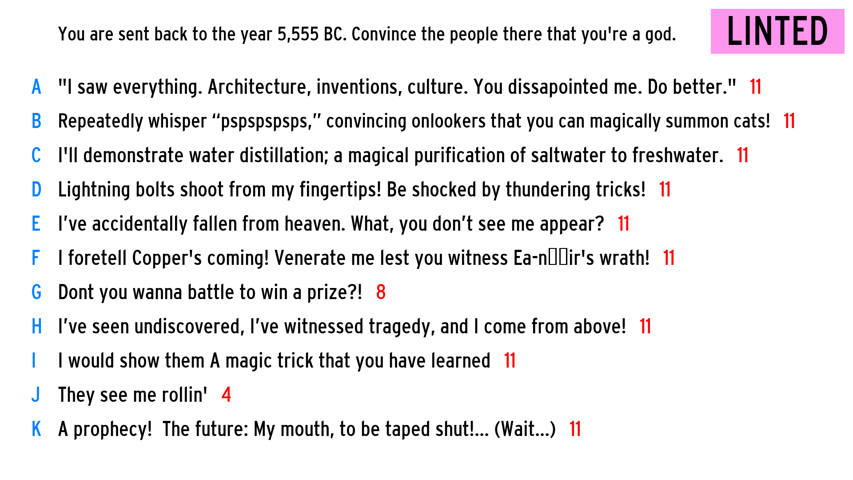 You are sent back to the year 5,555 BC. Convince the people there that you're a god.
LINTED
A "I saw everything. Architecture, inventions, culture. You dissapointed me. Do better." 11
B Repeatedly whisper “pspspspsps,” convincing onlookers that you can magically summon cats! 11
C I'll demonstrate water distillation; a magical purification of saltwater to freshwater. 11
D Lightning bolts shoot from my fingertips! Be shocked by thundering tricks! 11
E I’ve accidentally fallen from heaven. What, you don’t see me appear? 11
F I foretell Copper's coming! Venerate me lest you witness Ea-n▯▯ir's wrath! 11
G Dont you wanna battle to win a prize?! 8
H I’ve seen undiscovered, I’ve witnessed tragedy, and I come from above! 11
I I would show them A magic trick that you have learned 11
J They see me rollin' 4
K A prophecy!  The future: My mouth, to be taped shut!... (Wait...) 11